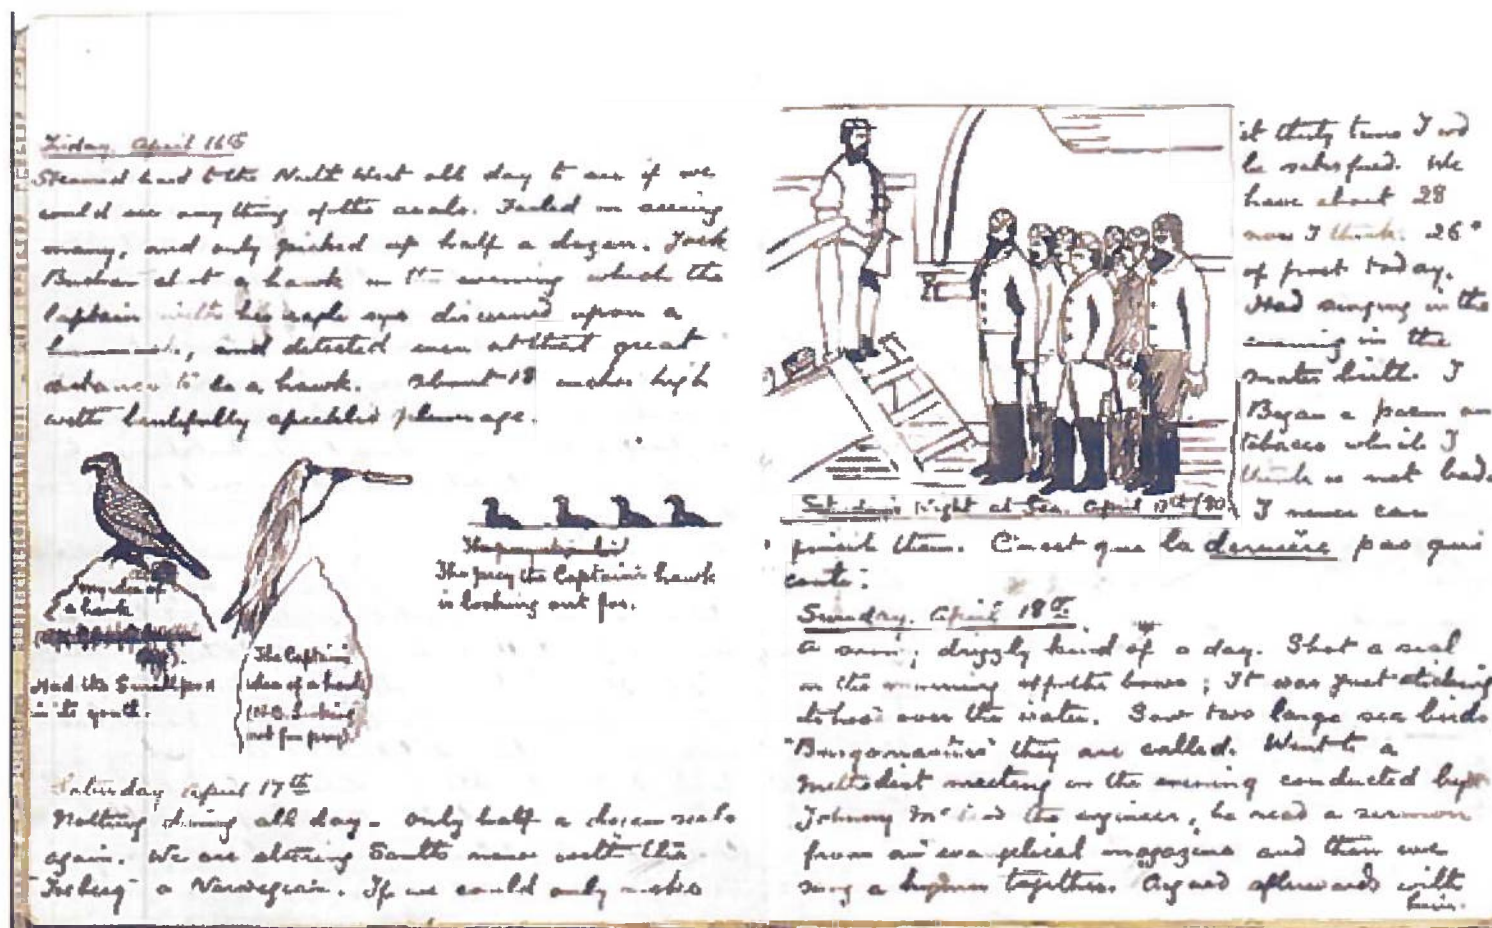 Friday, April 16th
Steamed hard to the North West all day to see if we
could see anything of the seals. Failed in seeing
many, and only picked up half a dozen. Jack
Buchan shot a hawk in the evening which the
Captain with his eagle eye discerned upon a
hummock, and detected even at that great
distance to be a hawk. About 18 inches high
with beautifully speckled plumage.
My idea of
a hawk
Had the Smallpox
in its youth.
The Captain's
idea of a hawk
(N.B. Looking
out for prey)
The prey
The prey the Captain's hawk
is looking out for.
Saturday April 17th
Nothing doing all day. Only half a dozen seals
again. We are steering South now with the
"Iceberg" a Norwegian. If we could only make
it thirty tuns I wd
be satisfied. We
have about 28
now I think. 26°
of frost today.
Had singing in the
evening in the
mates berth. I
Began a poem on
tobacco which I
think is not bad.
I never can
Saturday Night at Sea. April 17th /80
finish them. C'n'est que la dernière pas qui
coute.
Sunday, April 18th
a drizzly kind of a day. Shot a seal
in the morning off the bows; It was just sticking
its nose over the water. Saw two large sea birds
"Burgomasters" they are called. Went to a
Methodist meeting in the evening conducted by
Johnny McLeod the engineer, he read a sermon
from an evangelical magazine and then we
sang a hymn together. Argued afterwards with
him.